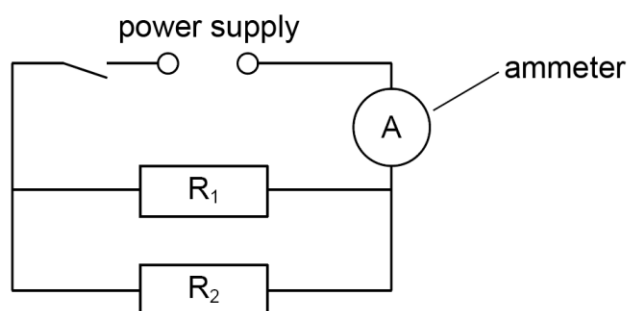 power supply
ammeter
A
R₁
R₂